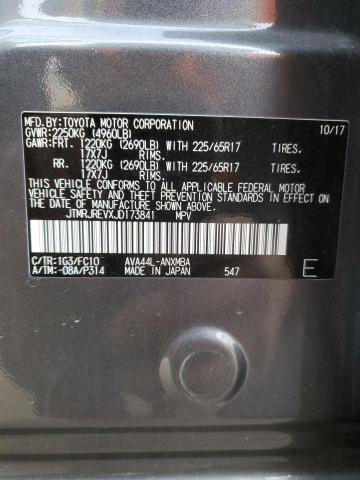 MFD.BY:TOYOTA MOTOR CORPORATION 10/17
GVWR:2250KG (4960LB)
GAWR:FRT. 1220KG (2690LB) WITH 225/65R17 TIRES.
17X7J RIMS.
RR. 1220KG (2690LB) WITH 225/65R17 TIRES.
17X7J RIMS.
THIS VEHICLE CONFORMS TO ALL APPLICABLE FEDERAL MOTOR
VEHICLE SAFETY STANDARDS IN EFFECT ON
THE DATE OF MANUFACTURE SHOWN ABOVE.
JTMRJREVXJD173841 MPV
C/TR:1G3/FC10 AVA44L-ANXMBA
A/TM:-08A/P314 MADE IN JAPAN 547 E